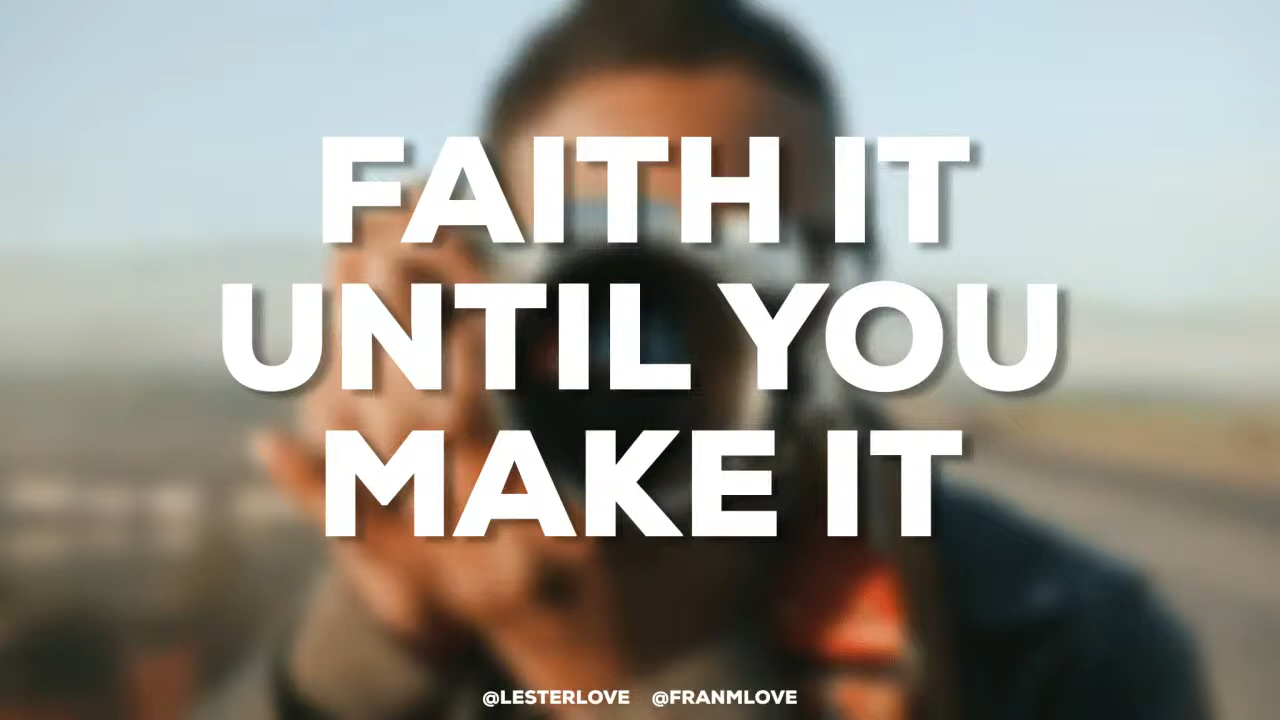 FAITH IT
UNTIL YOU
MAKE IT
@LESTERLOVE @FRANMLOVE